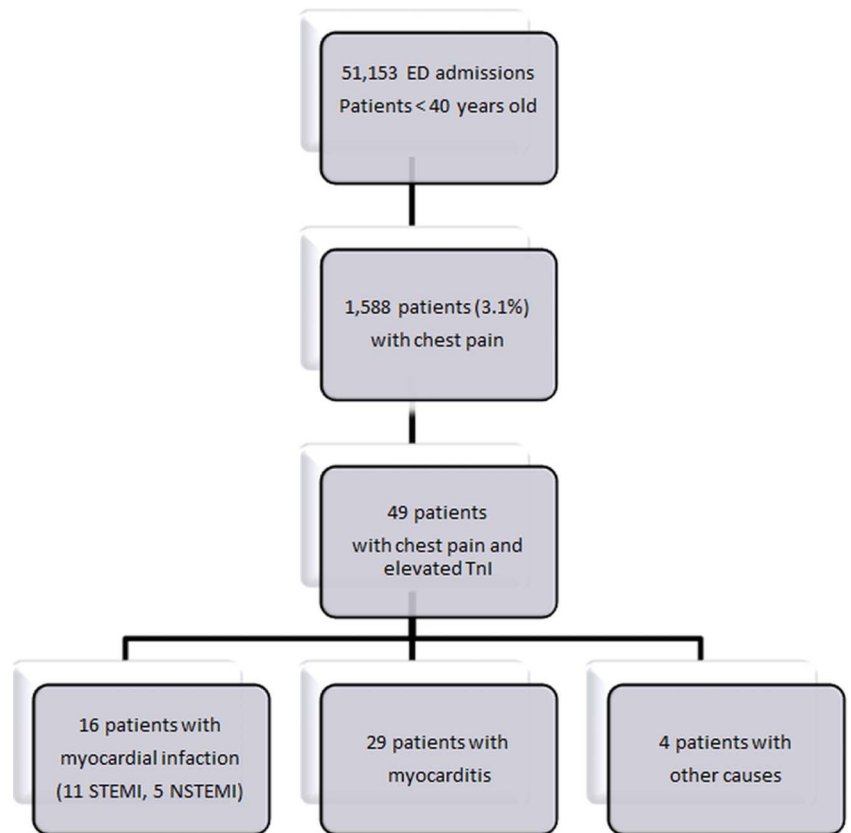 51,153 ED admissions
Patients < 40 years old
1,588 patients (3.1%)
with chest pain
49 patients
with chest pain and
elevated TnI
16 patients with
myocardial infaction
(11 STEMI, 5 NSTEMI)
29 patients with
myocarditis
4 patients with
other causes